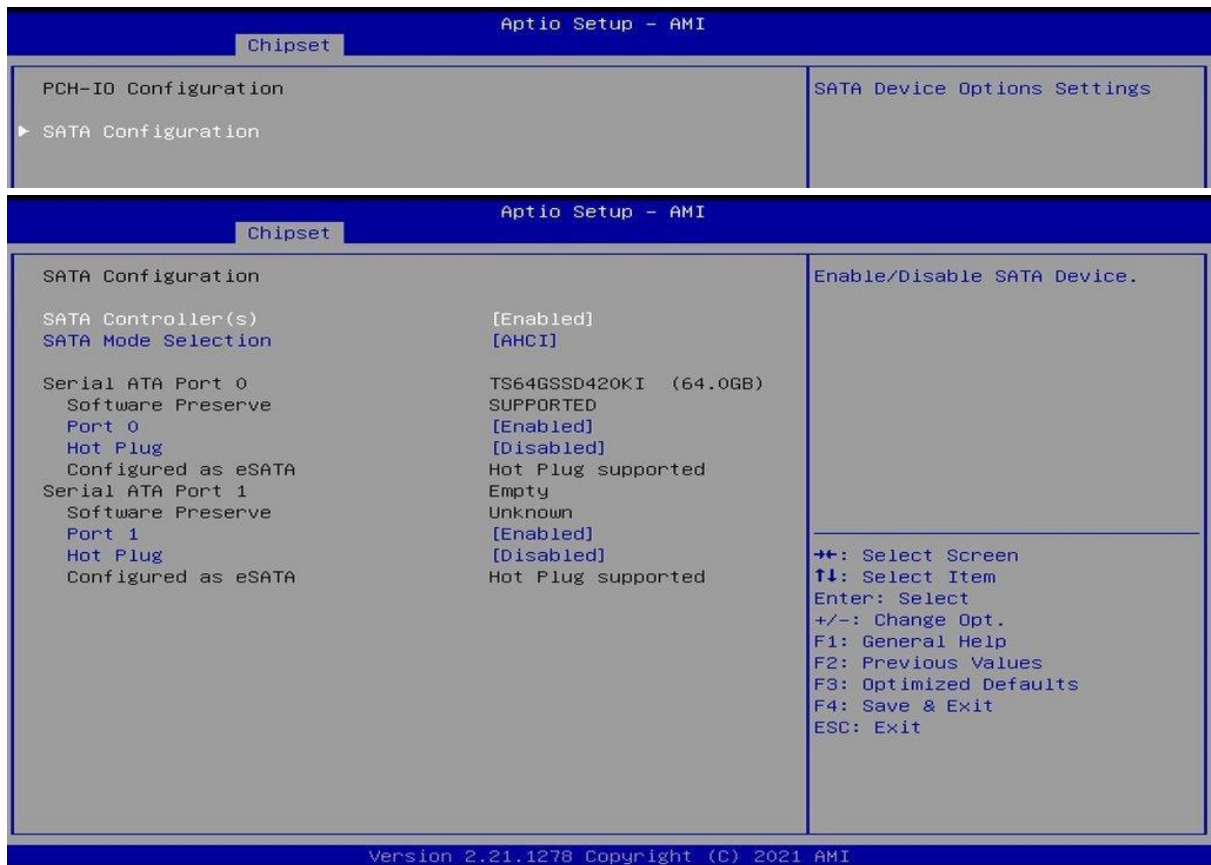 Aptio Setup – AMI
Chipset
PCH-IO Configuration
SATA Device Options Settings
▶ SATA Configuration
Aptio Setup – AMI
Chipset
SATA Configuration
Enable/Disable SATA Device.
SATA Controller(s) [Enabled]
SATA Mode Selection [AHCI]
Serial ATA Port 0 TS64GSSD420KI (64.0GB)
Software Preserve SUPPORTED
Port 0 [Enabled]
Hot Plug [Disabled]
Configured as eSATA Hot Plug supported
Serial ATA Port 1 Empty
Software Preserve Unknown
Port 1 [Enabled]
Hot Plug [Disabled]
Configured as eSATA Hot Plug supported
→←: Select Screen
↑↓: Select Item
Enter: Select
+/-: Change Opt.
F1: General Help
F2: Previous Values
F3: Optimized Defaults
F4: Save & Exit
ESC: Exit
Version 2.21.1278 Copyright (C) 2021 AMI